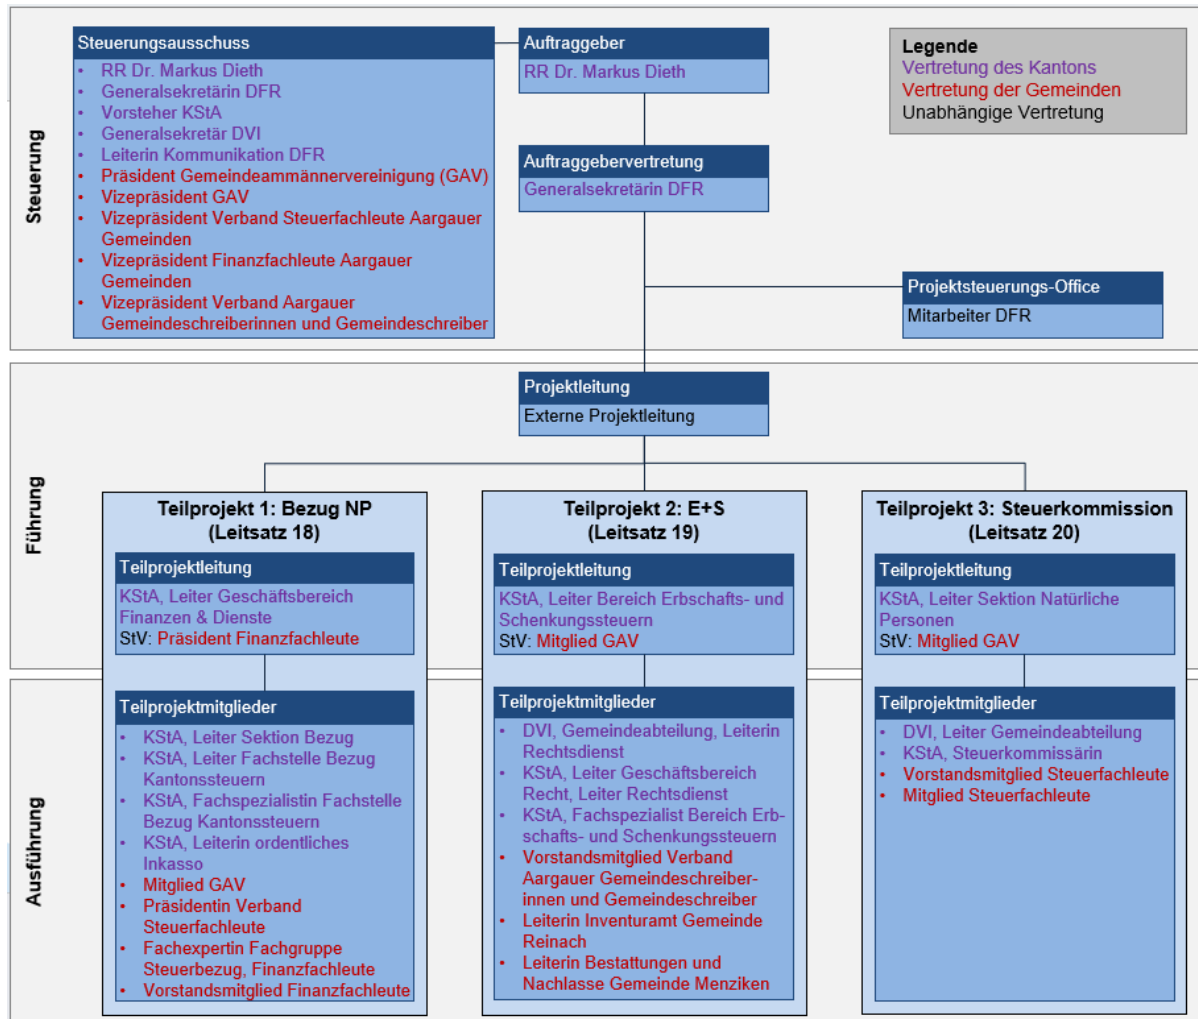 Steuerung
Steuerungsausschuss
• RR Dr. Markus Dieth
• Generalsekretärin DFR
• Vorsteher KStA
• Generalsekretär DVI
• Leiterin Kommunikation DFR
• Präsident Gemeindeammännervereinigung (GAV)
• Vizepräsident GAV
• Vizepräsident Verband Steuerfachleute Aargauer
Gemeinden
• Vizepräsident Finanzfachleute Aargauer
Gemeinden
• Vizepräsident Verband Aargauer
Gemeindeschreiberinnen und Gemeindeschreiber
Auftraggeber
RR Dr. Markus Dieth
Auftraggebervertretung
Generalsekretärin DFR
Legende
Vertretung des Kantons
Vertretung der Gemeinden
Unabhängige Vertretung
Projektsteuerungs-Office
Mitarbeiter DFR
Führung
Projektleitung
Externe Projektleitung
Teilprojekt 1: Bezug NP
(Leitsatz 18)
Teilprojektleitung
KStA, Leiter Geschäftsbereich
Finanzen & Dienste
StV: Präsident Finanzfachleute
Teilprojekt 2: E+S
(Leitsatz 19)
Teilprojektleitung
KStA, Leiter Bereich Erbschafts- und
Schenkungssteuern
StV: Mitglied GAV
Teilprojekt 3: Steuerkommission
(Leitsatz 20)
Teilprojektleitung
KStA, Leiter Sektion Natürliche
Personen
StV: Mitglied GAV
Ausführung
Teilprojektmitglieder
• KStA, Leiter Sektion Bezug
• KStA, Leiter Fachstelle Bezug
Kantonssteuern
• KStA, Fachspezialistin Fachstelle
Bezug Kantonssteuern
• KStA, Leiterin ordentliches
Inkasso
• Mitglied GAV
• Präsidentin Verband
Steuerfachleute
• Fachexpertin Fachgruppe
Steuerbezug, Finanzfachleute
• Vorstandsmitglied Finanzfachleute
Teilprojektmitglieder
• DVI, Gemeindeabteilung, Leiterin
Rechtsdienst
• KStA, Leiter Geschäftsbereich
Recht, Leiter Rechtsdienst
• KStA, Fachspezialist Bereich Erb-
schafts- und Schenkungssteuern
• Vorstandsmitglied Verband
Aargauer Gemeindeschreiber-
innen und Gemeindeschreiber
• Leiterin Inventuramt Gemeinde
Reinach
• Leiterin Bestattungen und
Nachlasse Gemeinde Menziken
Teilprojektmitglieder
• DVI, Leiter Gemeindeabteilung
• KStA, Steuerkommissärin
• Vorstandsmitglied Steuerfachleute
• Mitglied Steuerfachleute